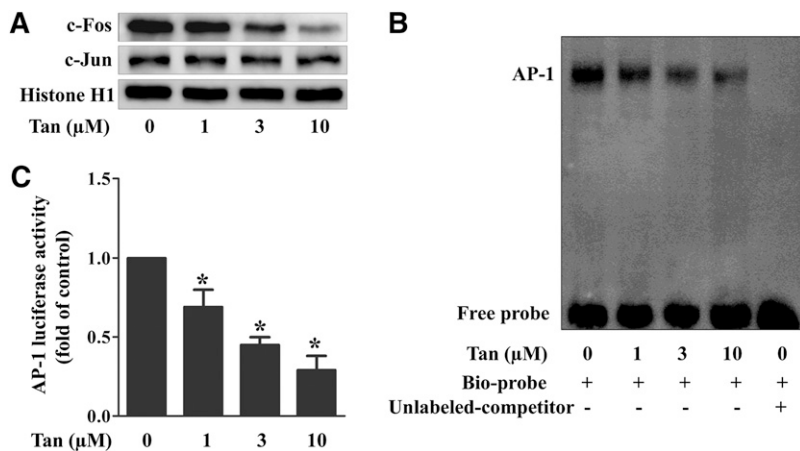 A
c-Fos
c-Jun
Histone H1
Tan (µM) 0 1 3 10
B
AP-1
Free probe
Tan (µM) 0 1 3 10 0
Bio-probe + + + + +
Unlabeled-competitor - - - - +
C
AP-1 luciferase activity
(fold of control)
1.5
1.0
0.5
0.0
* * *
Tan (µM) 0 1 3 10